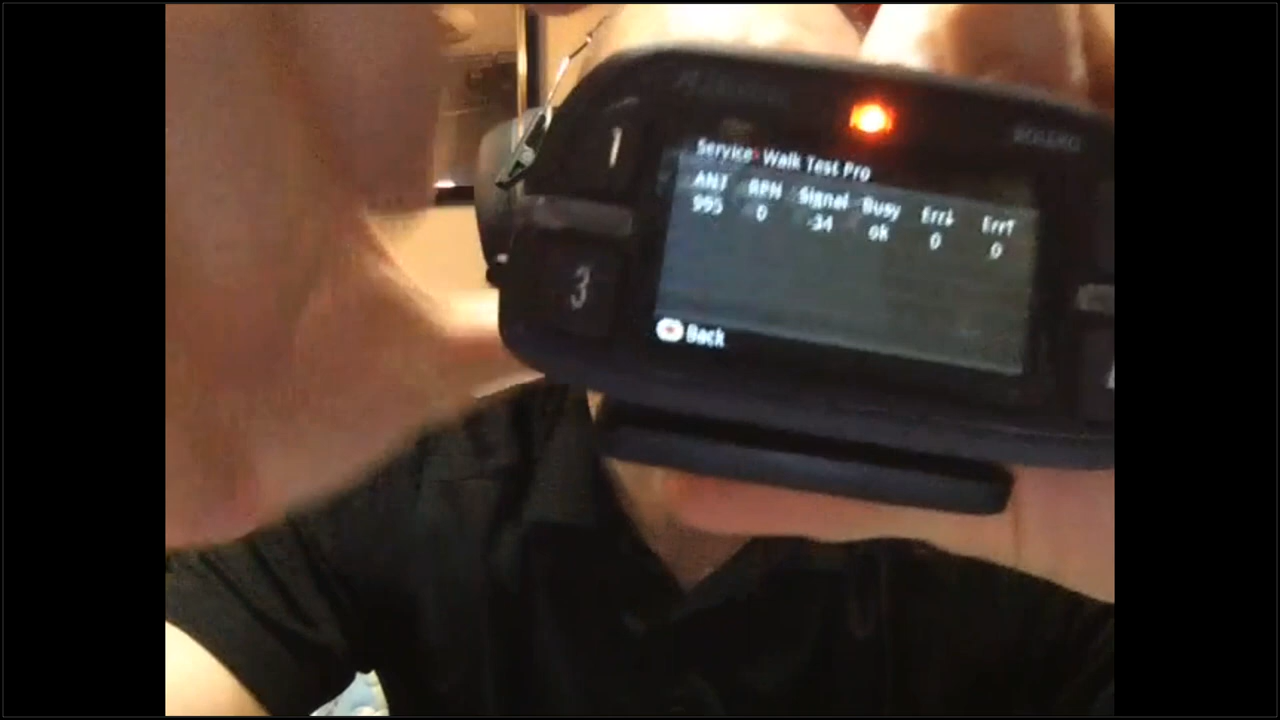 BOLERO
1
Service Walk Test Pro
ANT RPN Signal Busy Err↓ Err↑
995 0 -34 ok 0 0
3
Back